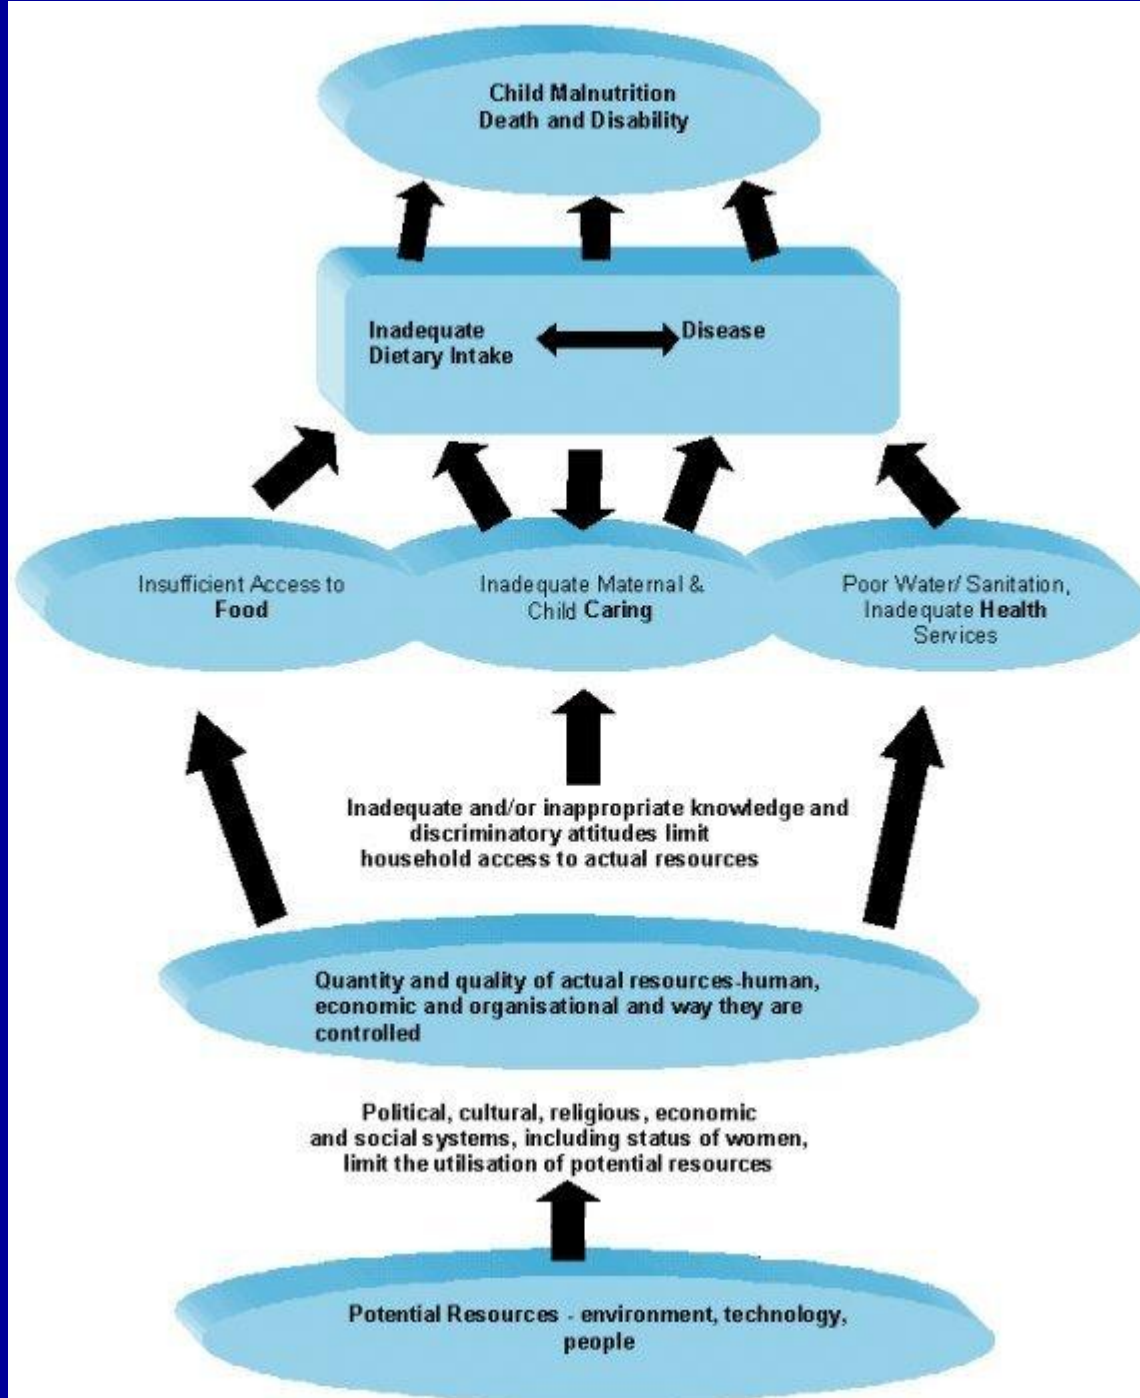 Child Malnutrition
Death and Disability
Inadequate
Dietary Intake
Disease
Insufficient Access to
Food
Inadequate Maternal &
Child Caring
Poor Water/ Sanitation,
Inadequate Health
Services
Inadequate and/or inappropriate knowledge and
discriminatory attitudes limit
household access to actual resources
Quantity and quality of actual resources-human,
economic and organisational and way they are
controlled
Political, cultural, religious, economic
and social systems, including status of women,
limit the utilisation of potential resources
Potential Resources - environment, technology,
people